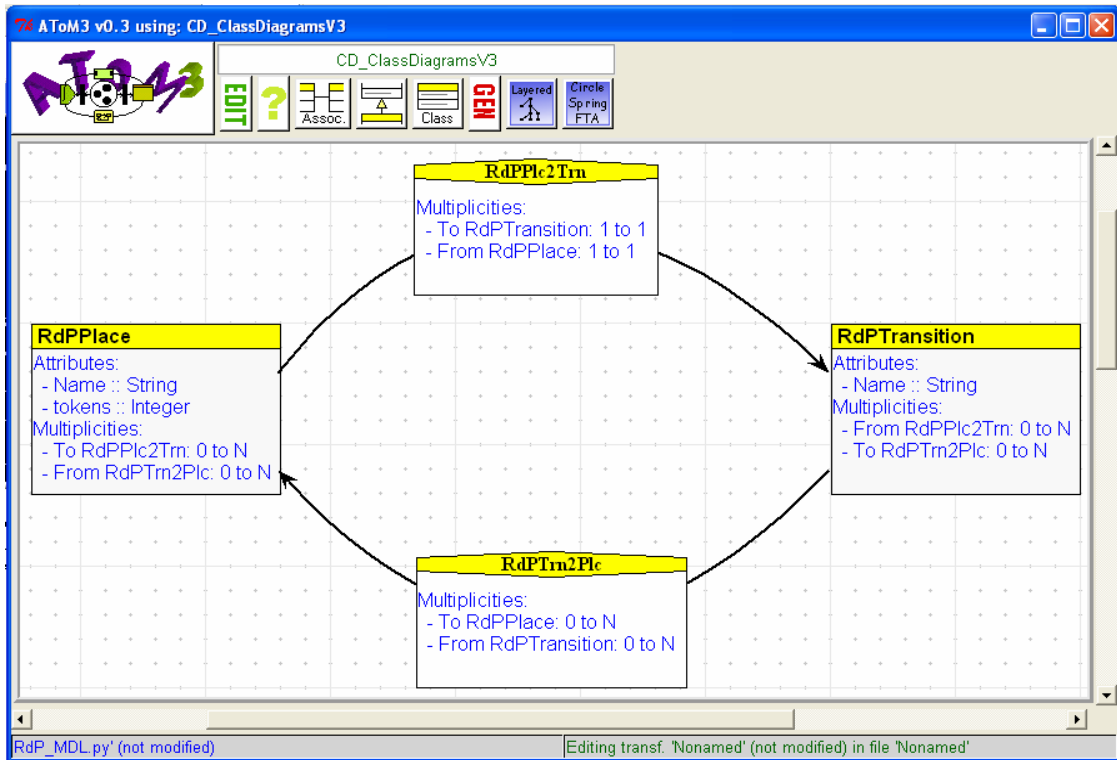 AToM3 v0.3 using: CD_ClassDiagramsV3
AToM3
CD_ClassDiagramsV3
EDIT
?
Assoc.
Class
GEN
Layered
Circle
Spring
FTA
RdPPlc2Trn
Multiplicities:
- To RdPTransition: 1 to 1
- From RdPPlace: 1 to 1
RdPPlace
Attributes:
- Name :: String
- tokens :: Integer
Multiplicities:
- To RdPPlc2Trn: 0 to N
- From RdPTrn2Plc: 0 to N
RdPTransition
Attributes:
- Name :: String
Multiplicities:
- From RdPPlc2Trn: 0 to N
- To RdPTrn2Plc: 0 to N
RdPTrn2Plc
Multiplicities:
- To RdPPlace: 0 to N
- From RdPTransition: 0 to N
RdP_MDL.py' (not modified)
Editing transf. 'Nonamed' (not modified) in file 'Nonamed'